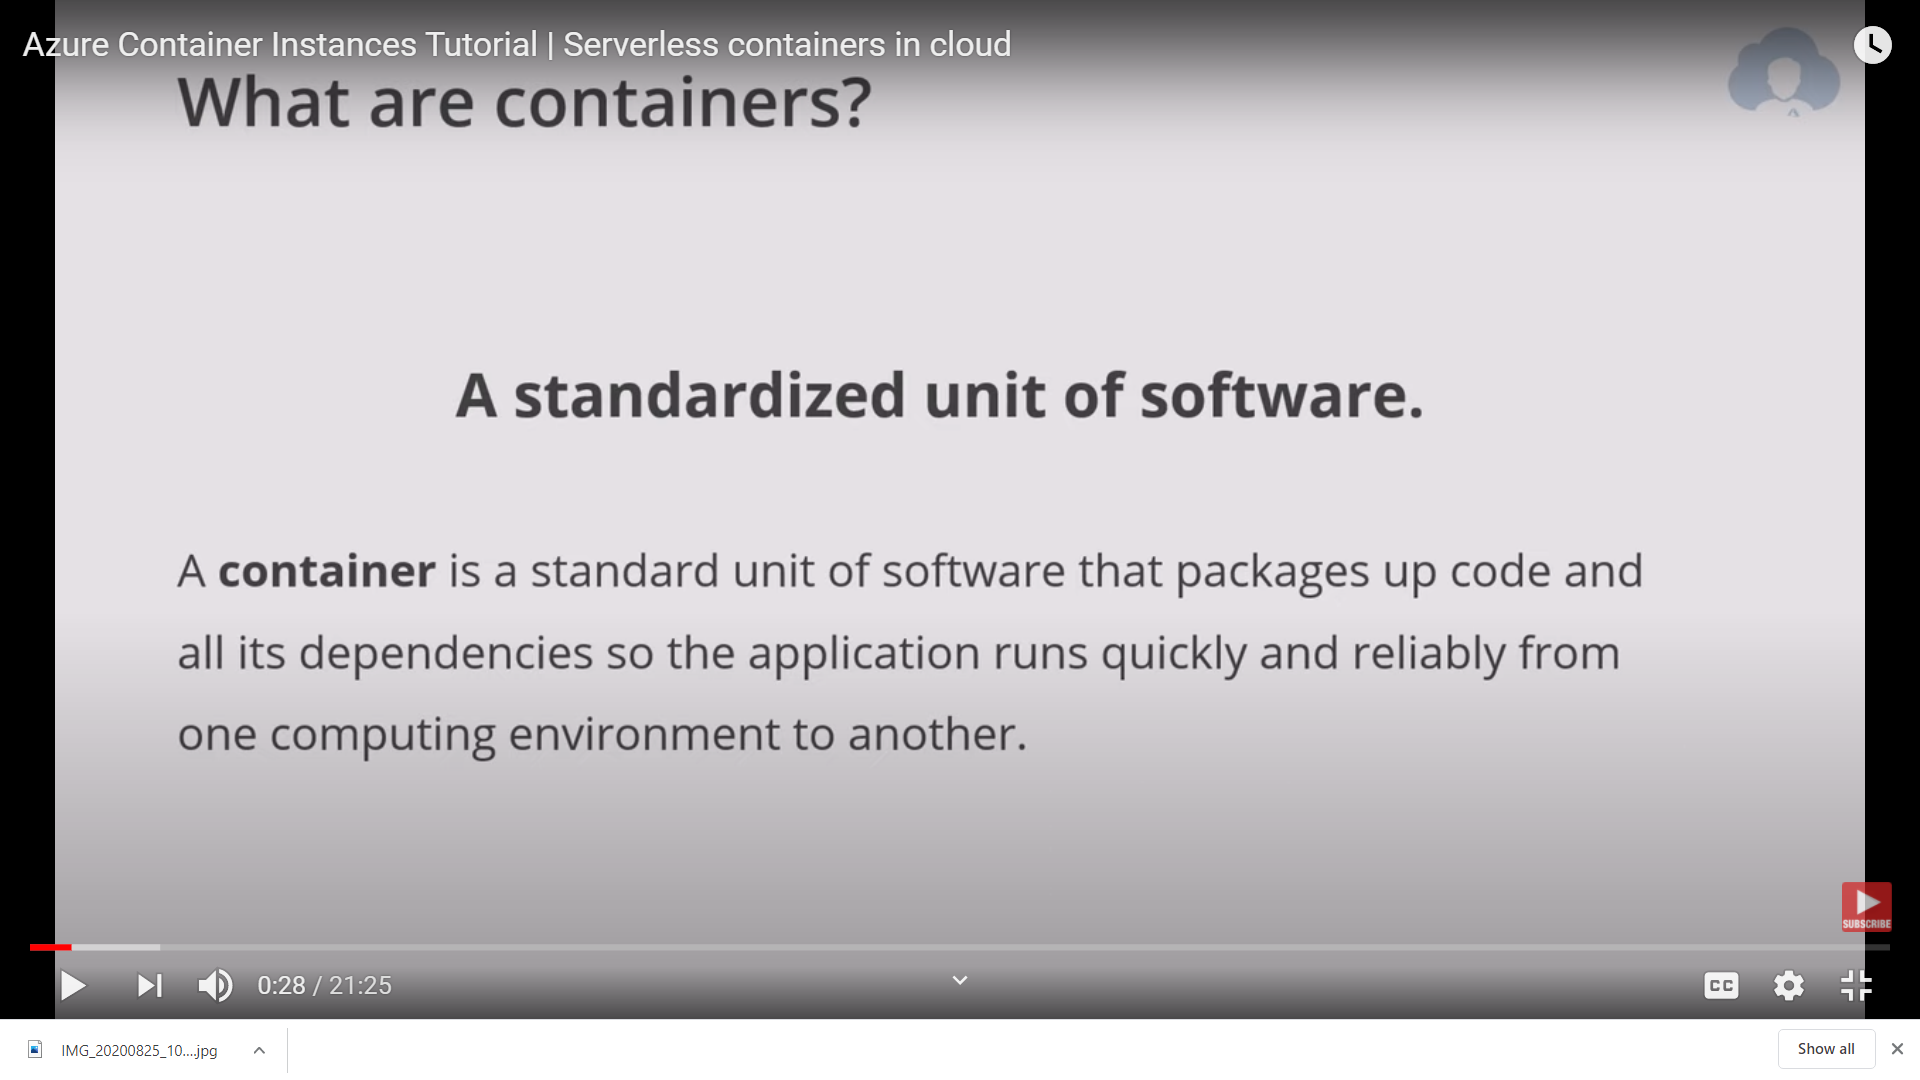 Azure Container Instances Tutorial | Serverless containers in cloud
What are containers?
A standardized unit of software.
A container is a standard unit of software that packages up code and
all its dependencies so the application runs quickly and reliably from
one computing environment to another.
SUBSCRIBE
0:28 / 21:25
CC
IMG_20200825_10....jpg
Show all